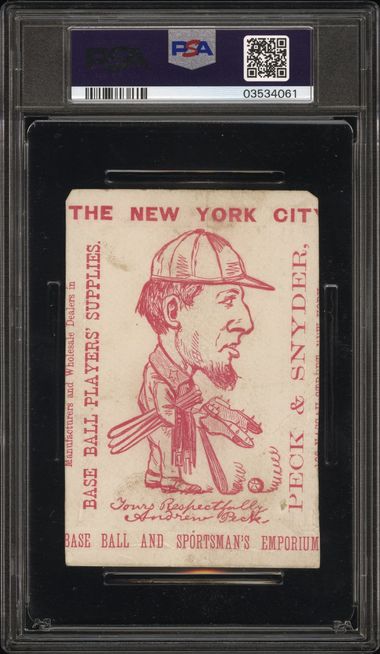 PSA
03534061
THE NEW YORK CITY
Manufacturers and Wholesale Dealers in
BASE BALL PLAYERS' SUPPLIES.
PECK & SNYDER,
Yours Respectfully
Andrew Peck
BASE BALL AND SPORTSMAN'S EMPORIUM